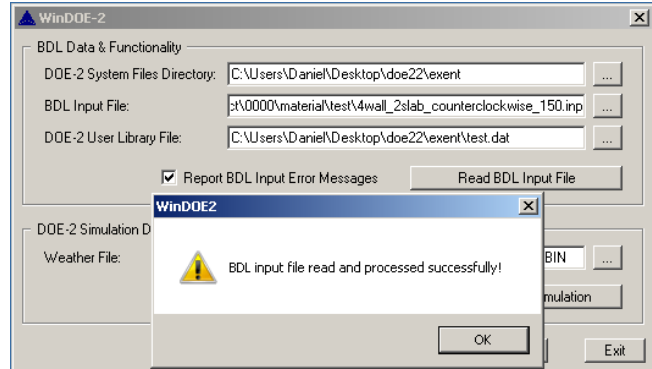 WinDOE-2
BDL Data & Functionality
DOE-2 System Files Directory: C:\Users\Daniel\Desktop\doe22\exent ...
BDL Input File: ct\0000\material\test\4wall_2slab_counterclockwise_150.inp ...
DOE-2 User Library File: C:\Users\Daniel\Desktop\doe22\exent\test.dat ...
Report BDL Input Error Messages Read BDL Input File
WinDOE2
DOE-2 Simulation D
Weather File: BIN ...
BDL input file read and processed successfully!
mulation
OK
Exit